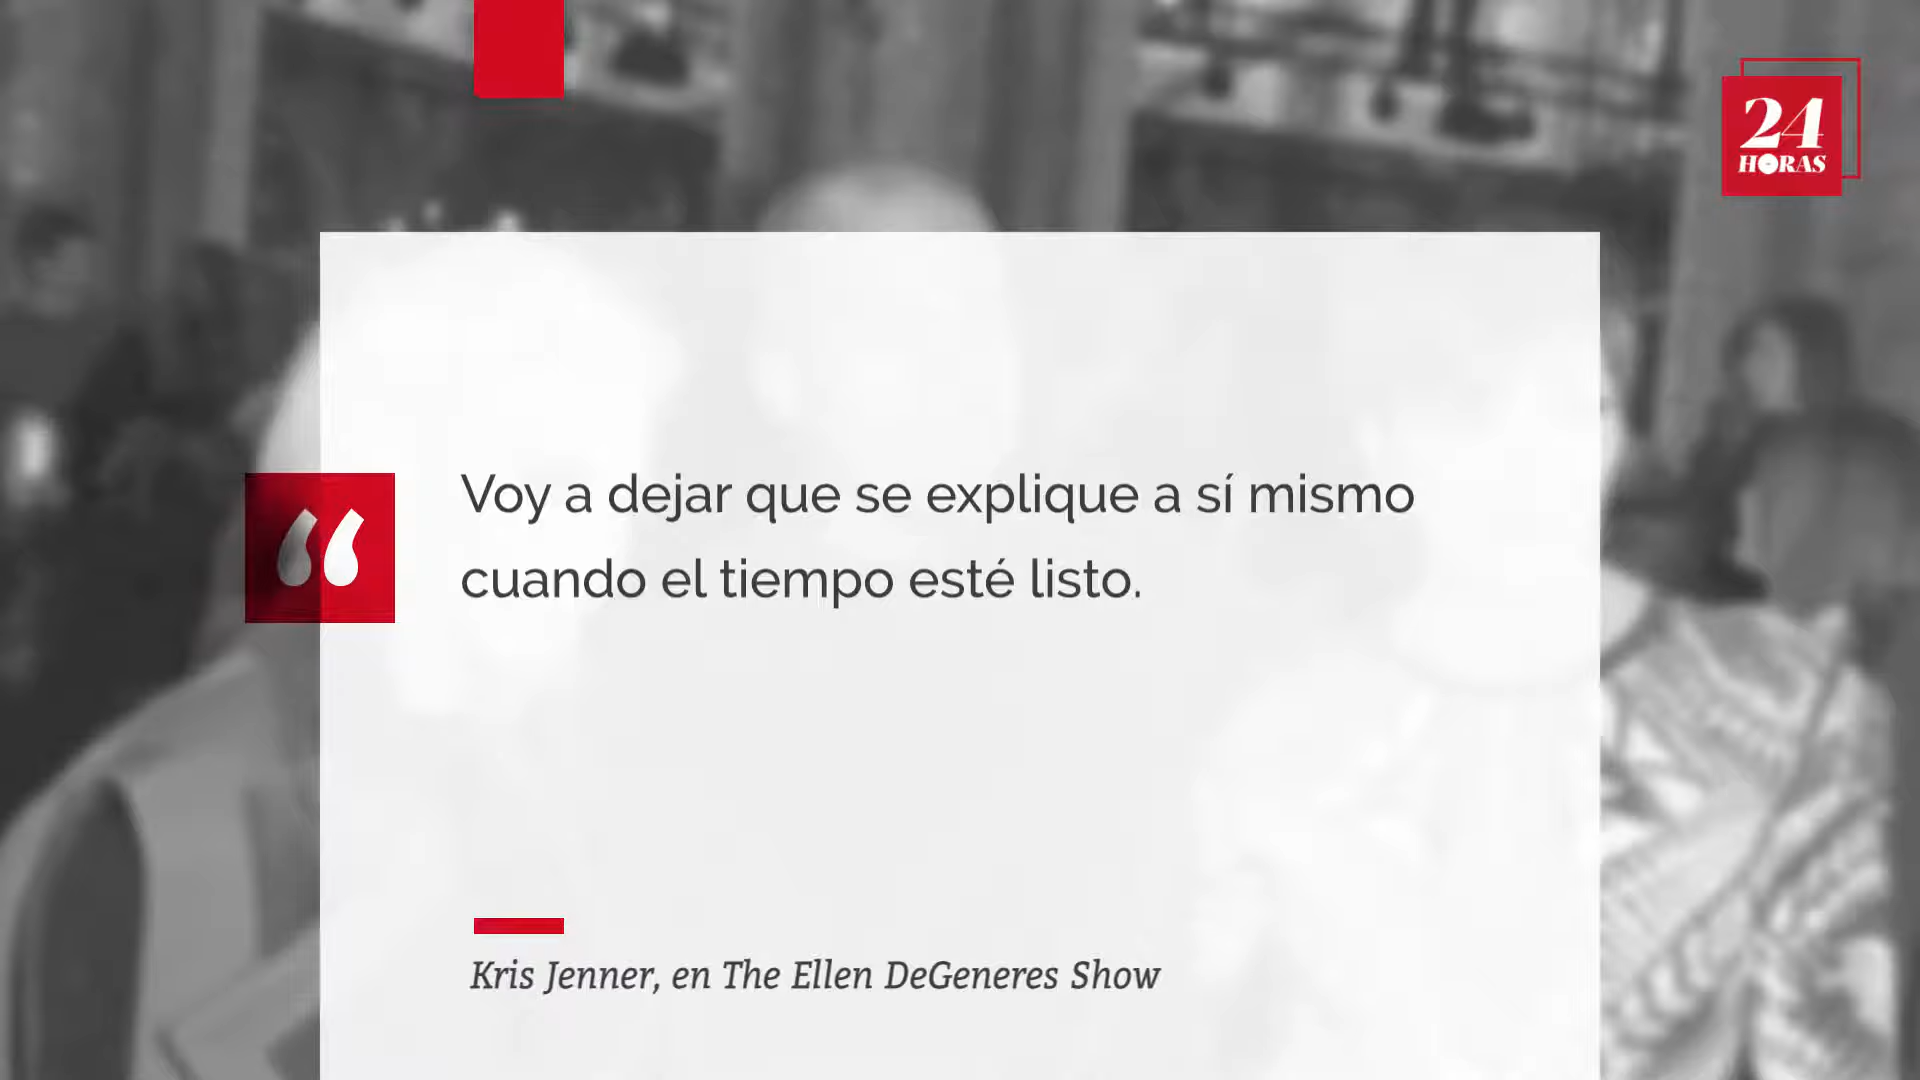 24
HORAS
Voy a dejar que se explique a sí mismo
cuando el tiempo esté listo.
Kris Jenner, en The Ellen DeGeneres Show